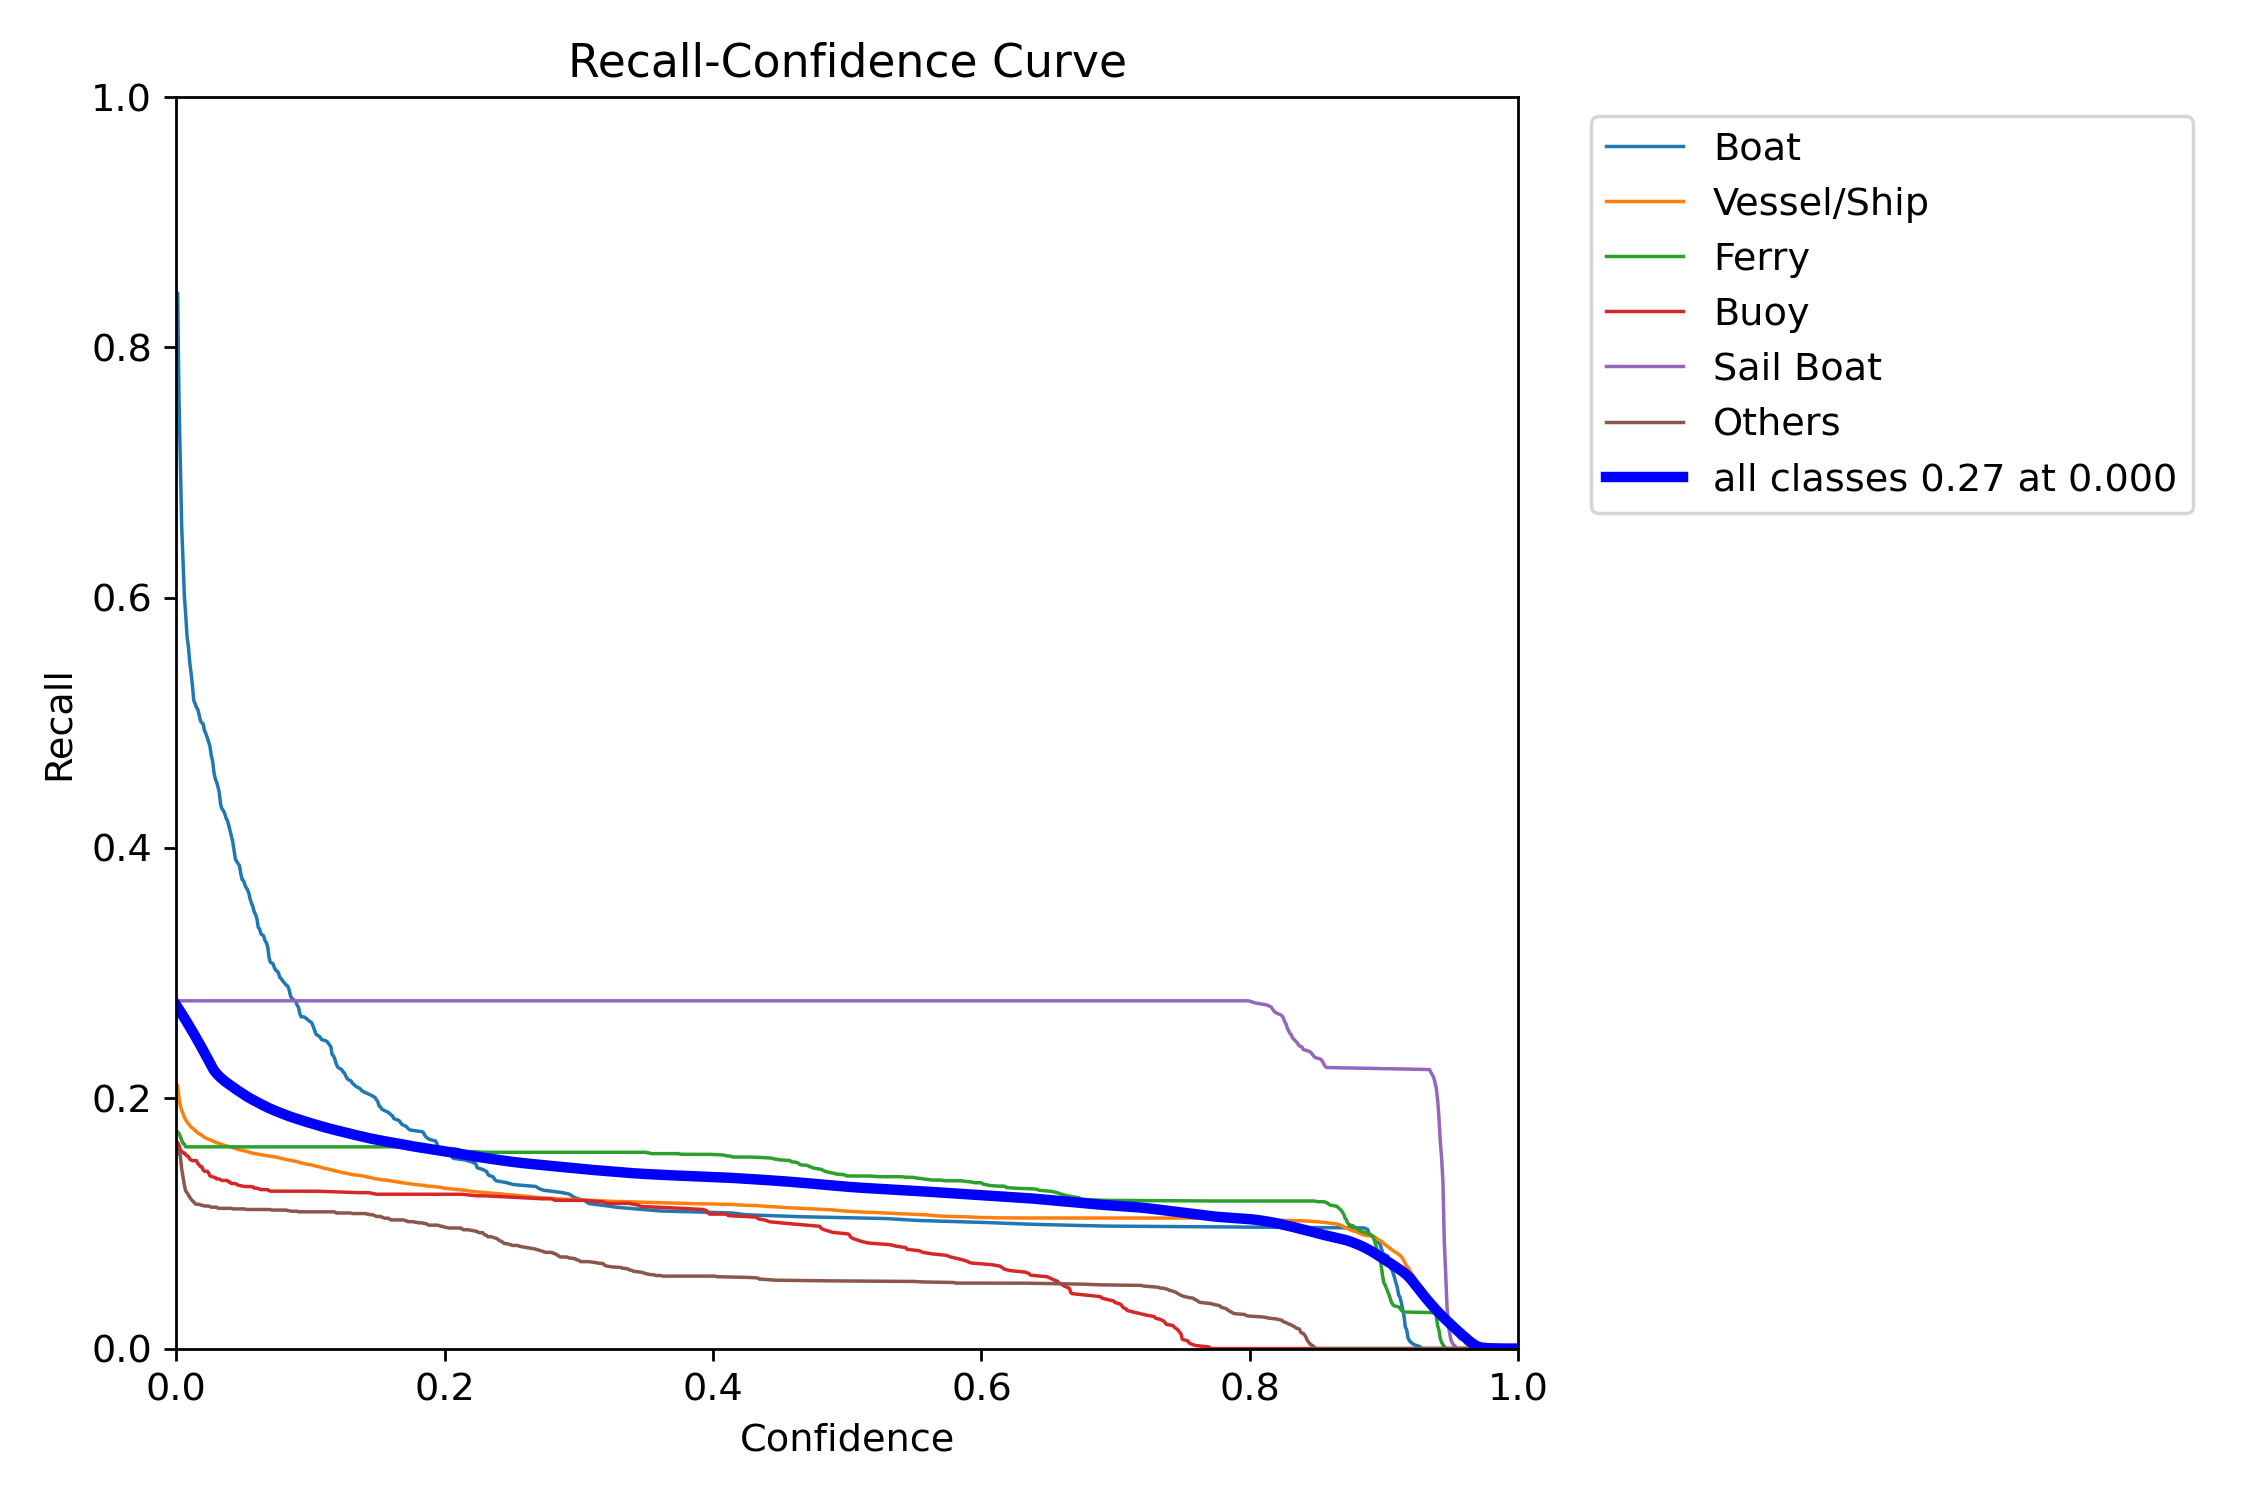 Recall-Confidence Curve
1.0
0.8
0.6
0.4
0.2
0.0
Recall
0.0 0.2 0.4 0.6 0.8 1.0
Confidence
Boat
Vessel/Ship
Ferry
Buoy
Sail Boat
Others
all classes 0.27 at 0.000